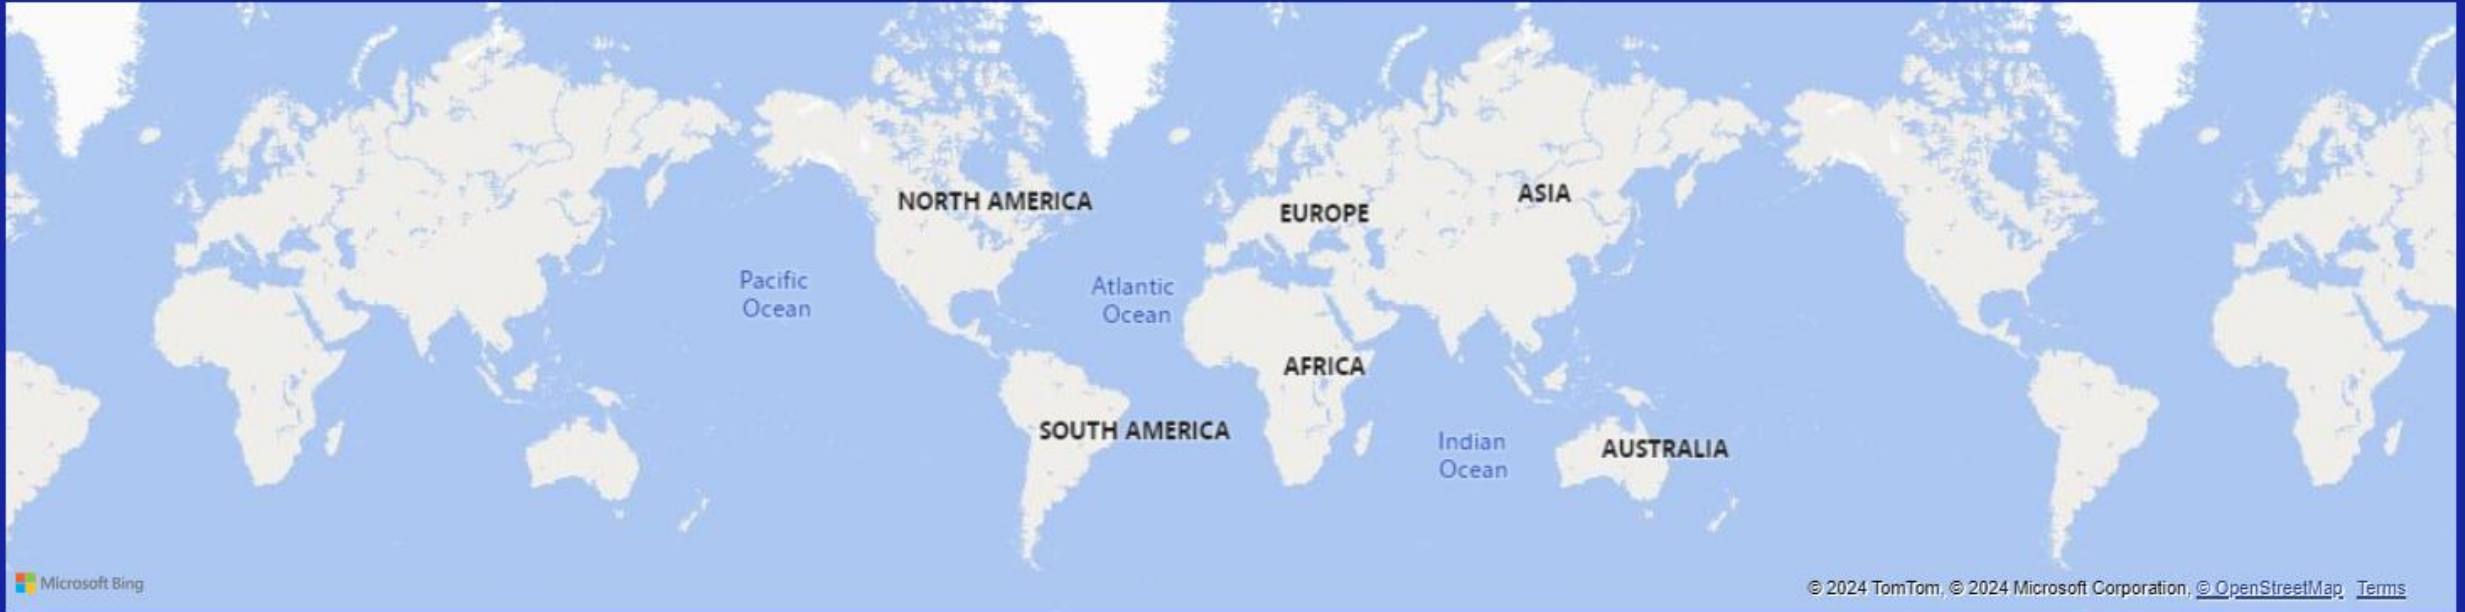 NORTH AMERICA
EUROPE
ASIA
Pacific
Ocean
Atlantic
Ocean
AFRICA
SOUTH AMERICA
Indian
Ocean
AUSTRALIA
Microsoft Bing
© 2024 TomTom, © 2024 Microsoft Corporation, © OpenStreetMap Terms